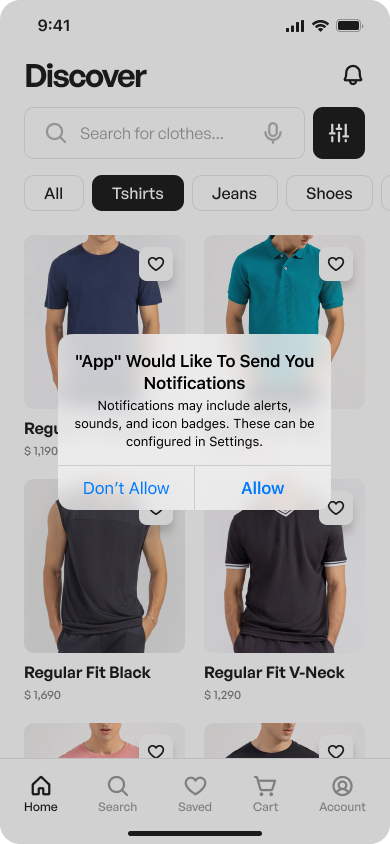 9:41
Discover
Search for clothes...
All
Tshirts
Jeans
Shoes
"App" Would Like To Send You
Notifications
Notifications may include alerts,
sounds, and icon badges. These can be
configured in Settings.
$ 1,190
Don't Allow
Allow
Regular Fit Black
Regular Fit V-Neck
$ 1,690
$ 1,290
Home
Search
Saved
Cart
Account